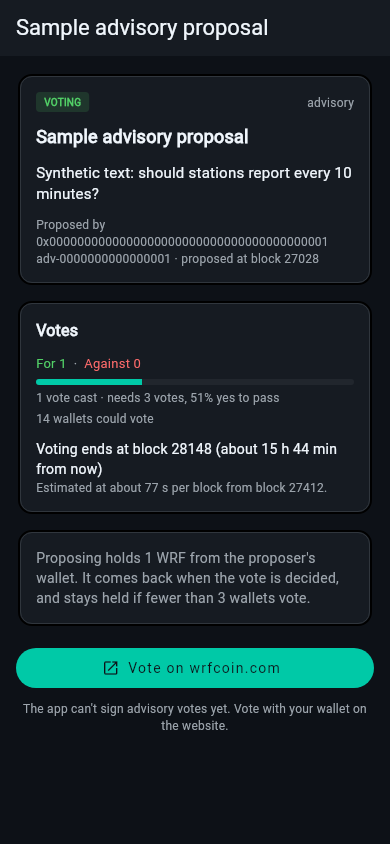 Sample advisory proposal
VOTING
advisory
Sample advisory proposal
Synthetic text: should stations report every 10
minutes?
Proposed by
0x0000000000000000000000000000000000000001
adv-0000000000000001 · proposed at block 27028
Votes
For 1 · Against 0
1 vote cast · needs 3 votes, 51% yes to pass
14 wallets could vote
Voting ends at block 28148 (about 15 h 44 min
from now)
Estimated at about 77 s per block from block 27412.
Proposing holds 1 WRF from the proposer's
wallet. It comes back when the vote is decided,
and stays held if fewer than 3 wallets vote.
Vote on wrfcoin.com
The app can't sign advisory votes yet. Vote with your wallet on
the website.